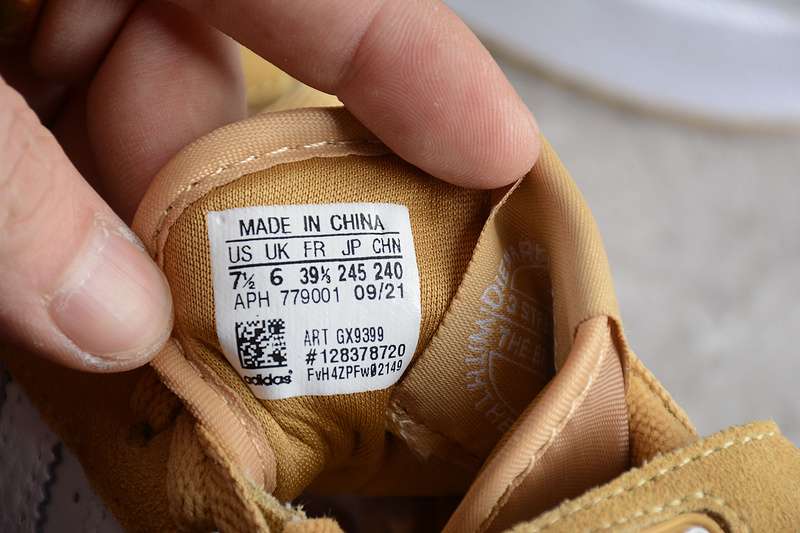 MADE IN CHINA
US UK FR JP CHN
7½ 6 39⅓ 245 240
APH 779001 09/21
ART GX9399
#128378720
FvH4ZPFw02149
adidas
THE